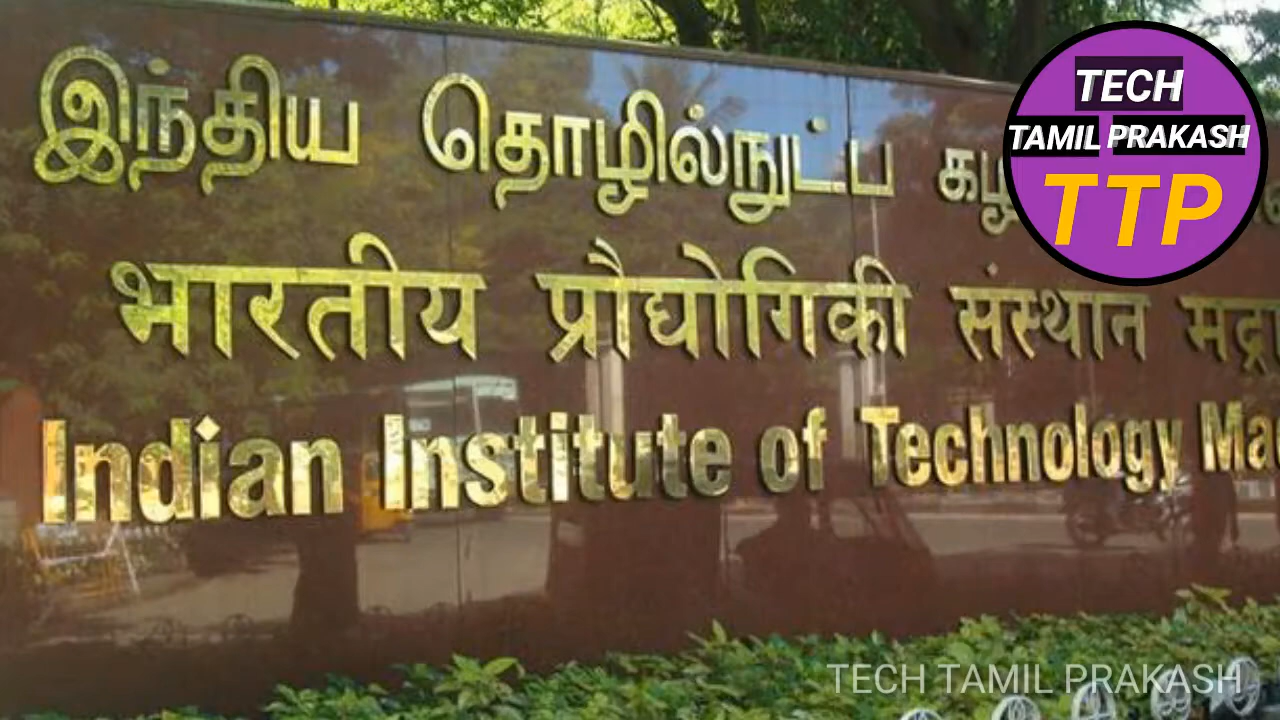 இந்திய தொழில்நுட்ப
भारतीय प्रौद्योगिकी संस्थान
Indian Institute of Technology
TECH
TAMIL PRAKASH
TTP
TECH TAMIL PRAKASH